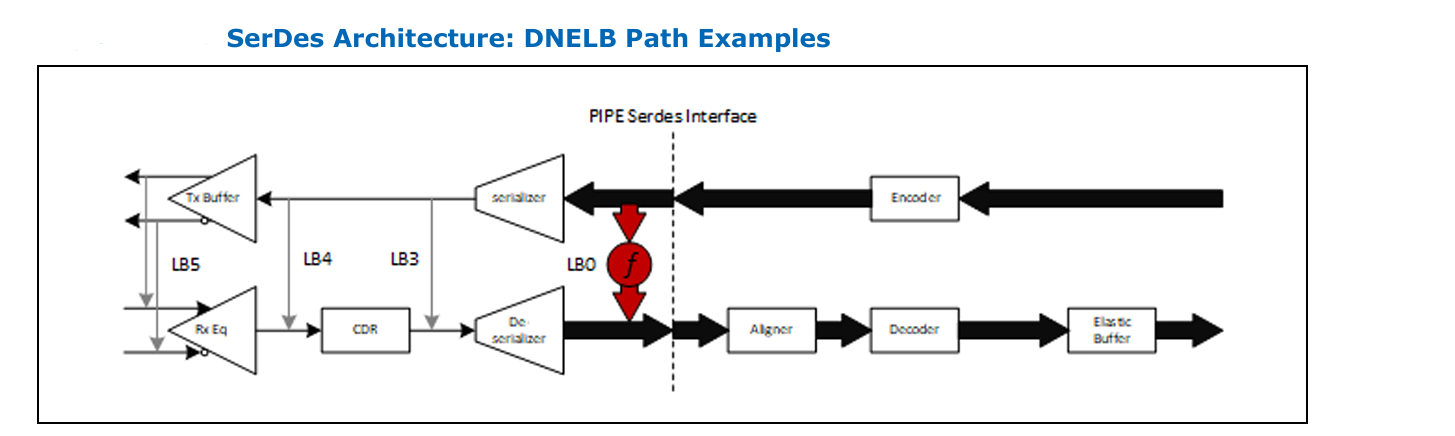 SerDes Architecture: DNELB Path Examples
PIPE Serdes Interface
Tx Buffer
serializer
Encoder
LB5
LB4
LB3
LB0
f
Rx Eq
CDR
De-
serializer
Aligner
Decoder
Elastic
Buffer